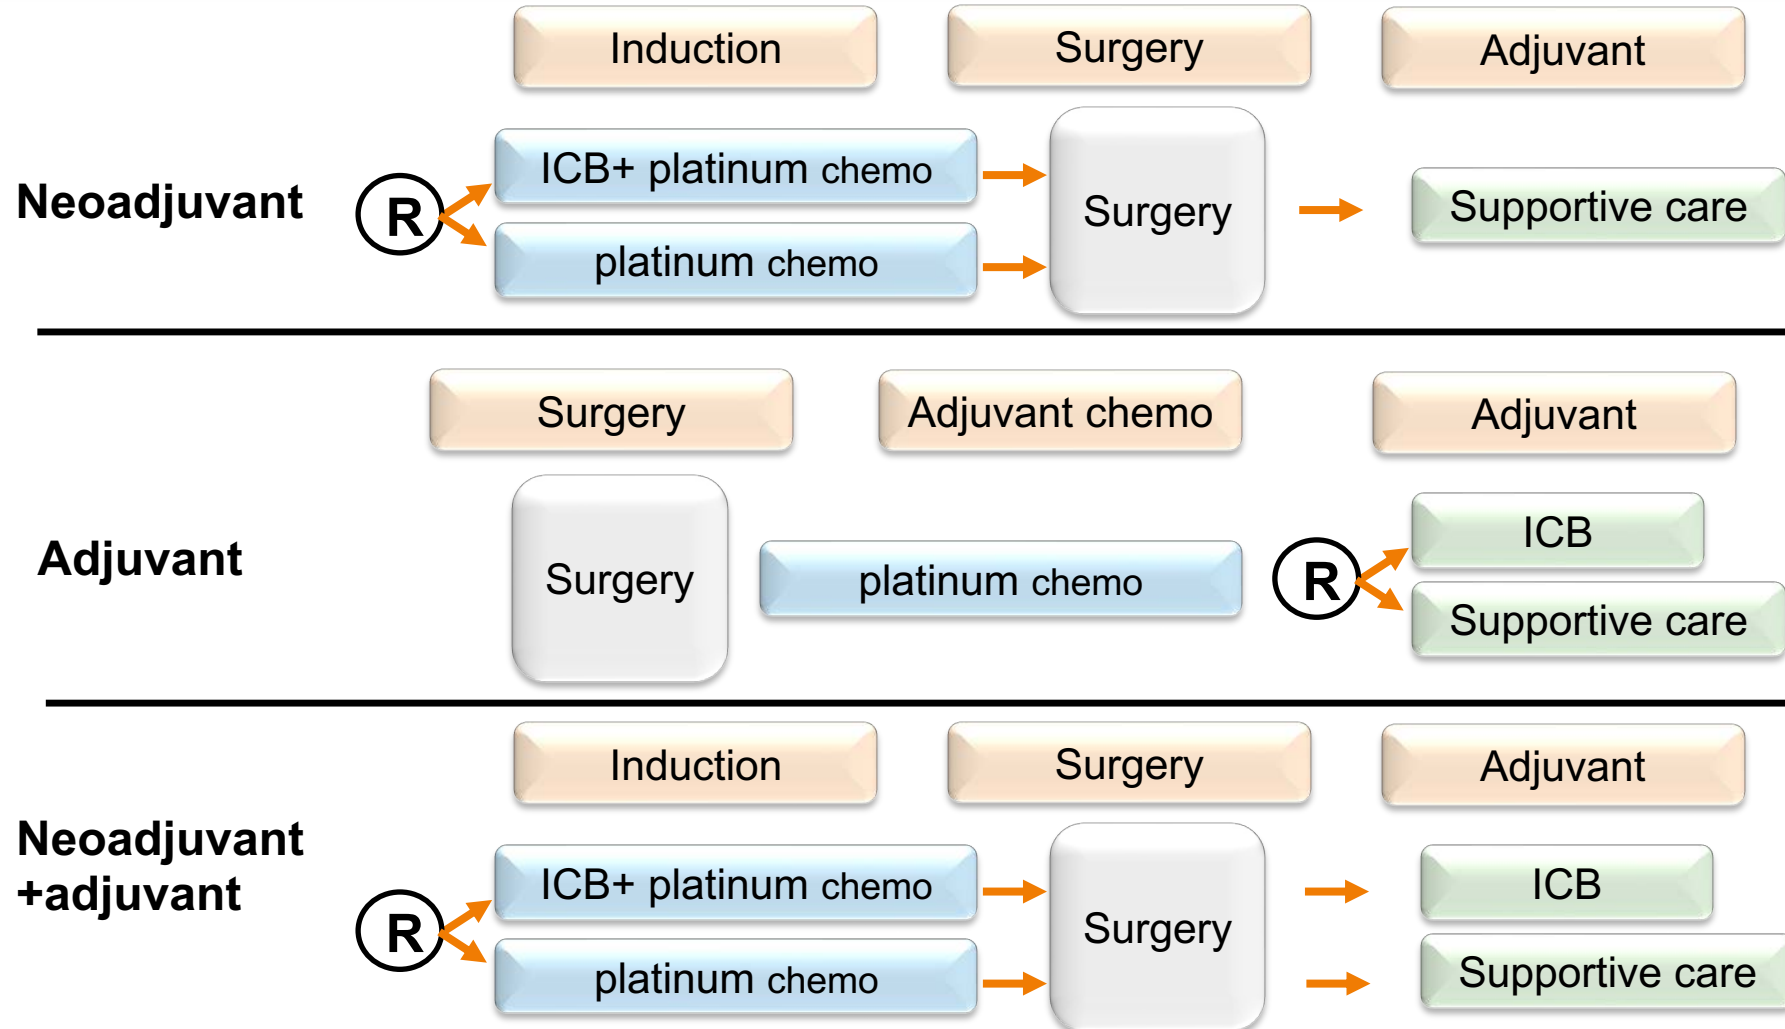 Induction
Surgery
Adjuvant
Neoadjuvant
R
ICB+ platinum chemo
platinum chemo
Surgery
Supportive care
Surgery
Adjuvant chemo
Adjuvant
Adjuvant
Surgery
platinum chemo
R
ICB
Supportive care
Induction
Surgery
Adjuvant
Neoadjuvant
+adjuvant
R
ICB+ platinum chemo
platinum chemo
Surgery
ICB
Supportive care